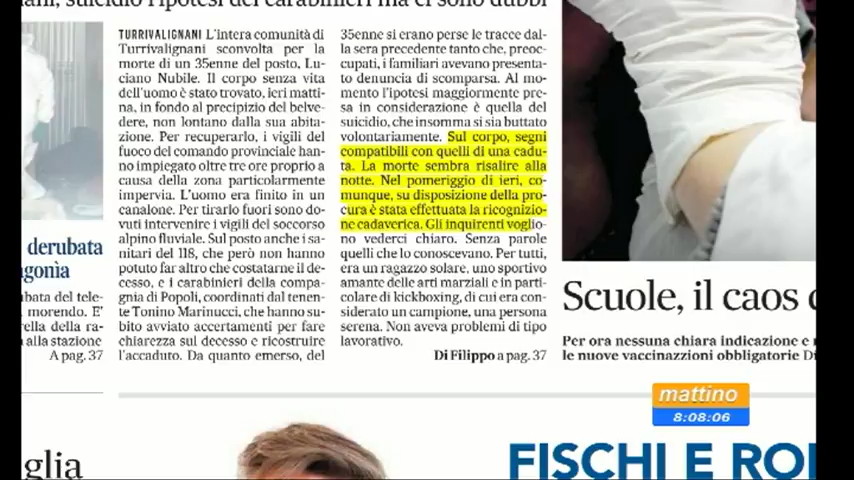 ani, suicidio l'ipotesi dei carabinieri ma ci sono dubbi
TURRIVALIGNANI L'intera comunità di
Turrivalignani sconvolta per la
morte di un 35enne del posto, Lu-
ciano Nubile. Il corpo senza vita
dell'uomo è stato trovato, ieri matti-
na, in fondo al precipizio del belve-
dere, non lontano dalla sua abita-
zione. Per recuperarlo, i vigili del
fuoco del comando provinciale han-
no impiegato oltre tre ore proprio a
causa della zona particolarmente
impervia. L'uomo era finito in un
canalone. Per tirarlo fuori sono do-
vuti intervenire i vigili del soccorso
alpino fluviale. Sul posto anche i sa-
nitari del 118, che però non hanno
potuto far altro che costatarne il de-
cesso, e i carabinieri della compa-
gnia di Popoli, coordinati dal tenen-
te Tonino Marinucci, che hanno su-
bito avviato accertamenti per fare
chiarezza sul decesso e ricostruire
l'accaduto. Da quanto emerso, del
35enne si erano perse le tracce dal-
la sera precedente tanto che, preoc-
cupati, i familiari avevano presenta-
to denuncia di scomparsa. Al mo-
mento l'ipotesi maggiormente pre-
sa in considerazione è quella del
suicidio, che insomma si sia buttato
volontariamente. Sul corpo, segni
compatibili con quelli di una cadu-
ta. La morte sembra risalire alla
notte. Nel pomeriggio di ieri, co-
munque, su disposizione della pro-
cura è stata effettuata la ricognizio-
ne cadaverica. Gli inquirenti voglio-
no vederci chiaro. Senza parole
quelli che lo conoscevano. Per tutti,
era un ragazzo solare, uno sportivo
amante delle arti marziali e in parti-
colare di kickboxing, di cui era con-
siderato un campione, una persona
serena. Non aveva problemi di tipo
lavorativo.
Di Filippo a pag. 37
derubata
agonìa
bata del tele-
morendo. E'
rella della ra-
alla stazione
A pag. 37
Scuole, il caos
Per ora nessuna chiara indicazione e
le nuove vaccinazzioni obbligatorie Di
mattino
8:08:06
glia
FISCHI E RO